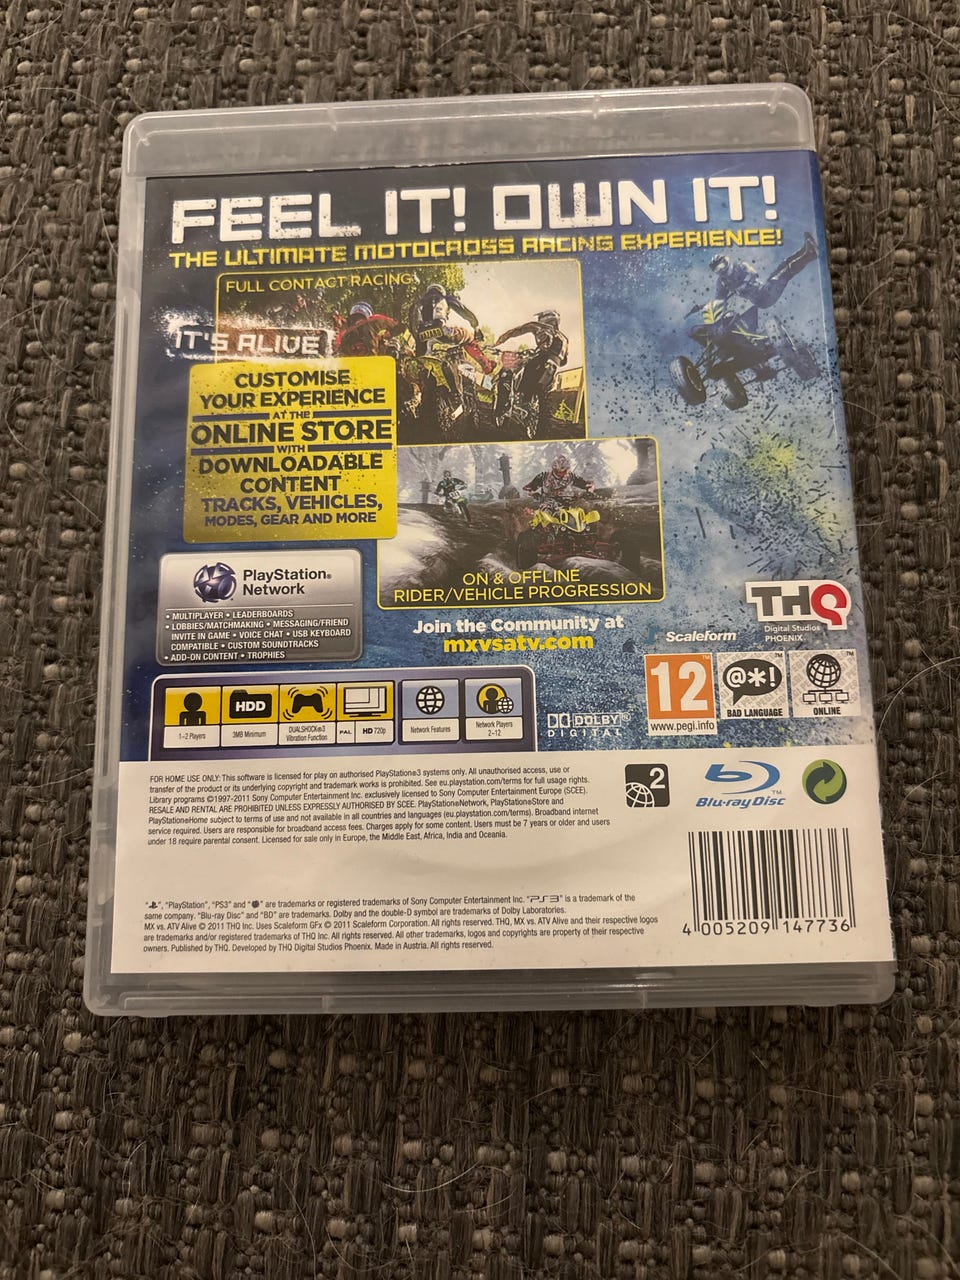 FEEL IT! OWN IT!
THE ULTIMATE MOTOCROSS RACING EXPERIENCE!
FULL CONTACT RACING
IT'S ALIVE
CUSTOMISE
YOUR EXPERIENCE
AT THE
ONLINE STORE
WITH
DOWNLOADABLE
CONTENT
TRACKS, VEHICLES,
MODES, GEAR AND MORE
ON & OFFLINE
RIDER/VEHICLE PROGRESSION
PlayStation®
Network
• MULTIPLAYER • LEADERBOARDS
• LOBBIES/MATCHMAKING • MESSAGING/FRIEND
INVITE IN GAME • VOICE CHAT • USB KEYBOARD
COMPATIBLE • CUSTOM SOUNDTRACKS
• ADD-ON CONTENT • TROPHIES
Join the Community at
mxvsatv.com
Scaleform
THQ
Digital Studios
PHOENIX
1-2 Players
HDD
3MB Minimum
DUALSHOCK®3
Vibration Function
PAL HD 720p
Network Features
Network Players
2-12
DOLBY
DIGITAL
12
www.pegi.info
@*!
BAD LANGUAGE
ONLINE
FOR HOME USE ONLY: This software is licensed for play on authorised PlayStation®3 systems only. All unauthorised access, use or
transfer of the product or its underlying copyright and trademark works is prohibited. See eu.playstation.com/terms for full usage rights.
Library programs ©1997-2011 Sony Computer Entertainment Inc. exclusively licensed to Sony Computer Entertainment Europe (SCEE).
RESALE AND RENTAL ARE PROHIBITED UNLESS EXPRESSLY AUTHORISED BY SCEE. PlayStation®Network, PlayStation®Store and
PlayStation®Home subject to terms of use and not available in all countries and languages (eu.playstation.com/terms). Broadband internet
service required. Users are responsible for broadband access fees. Charges apply for some content. Users must be 7 years or older and users
under 18 require parental consent. Licensed for sale only in Europe, the Middle East, Africa, India and Oceania.
2
Blu-ray Disc™
"", "PlayStation", "PS3" and "" are trademarks or registered trademarks of Sony Computer Entertainment Inc. "PS3" is a trademark of the
same company. "Blu-ray Disc" and "BD" are trademarks. Dolby and the double-D symbol are trademarks of Dolby Laboratories.
MX vs. ATV Alive © 2011 THQ Inc. Uses Scaleform GFx © 2011 Scaleform Corporation. All rights reserved. THQ, MX vs. ATV Alive and their respective logos
are trademarks and/or registered trademarks of THQ Inc. All rights reserved. All other trademarks, logos and copyrights are property of their respective
owners. Published by THQ. Developed by THQ Digital Studios Phoenix. Made in Austria. All rights reserved.
4 005209 147736